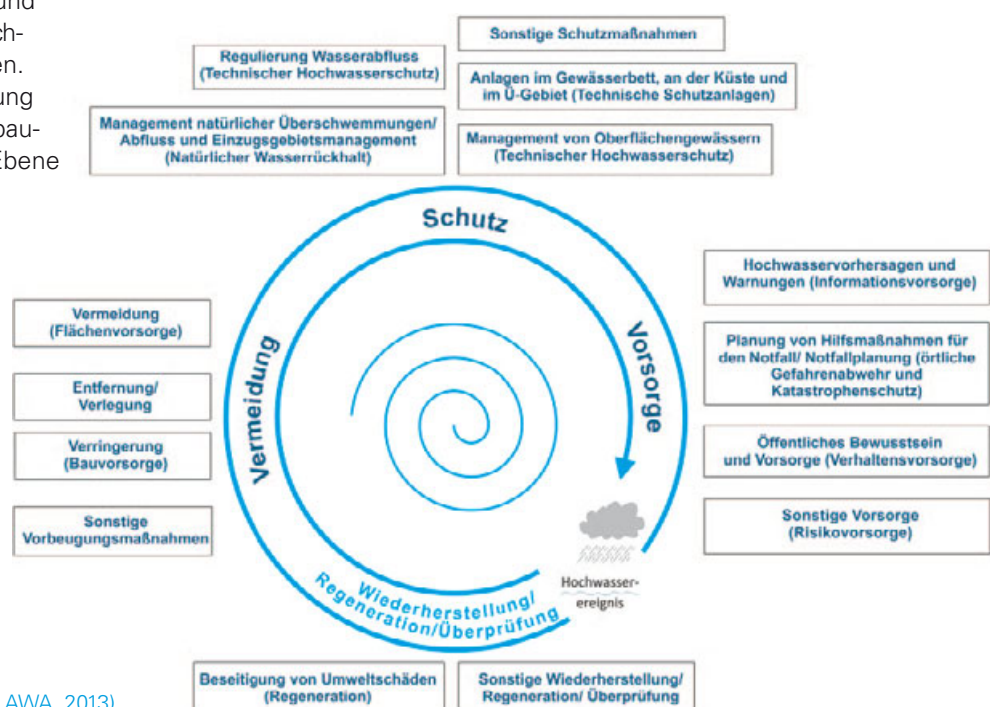 und
ch-
en.
ung
bau-
Ebene
Sonstige Schutzmaßnahmen
Regulierung Wasserabfluss
(Technischer Hochwasserschutz)
Anlagen im Gewässerbett, an der Küste und
im Ü-Gebiet (Technische Schutzanlagen)
Management natürlicher Überschwemmungen/
Abfluss und Einzugsgebietsmanagement
(Natürlicher Wasserrückhalt)
Management von Oberflächengewässern
(Technischer Hochwasserschutz)
Schutz
Vorsorge
Vermeidung
Hochwasservorhersagen und
Warnungen (Informationsvorsorge)
Planung von Hilfsmaßnahmen für
den Notfall/ Notfallplanung (örtliche
Gefahrenabwehr und
Katastrophenschutz)
Öffentliches Bewusstsein
und Vorsorge (Verhaltensvorsorge)
Sonstige Vorsorge
(Risikovorsorge)
Vermeidung
(Flächenvorsorge)
Entfernung/
Verlegung
Verringerung
(Bauvorsorge)
Sonstige
Vorbeugungsmaßnahmen
Hochwasser-
ereignis
Wiederherstellung/
Regeneration/Überprüfung
Beseitigung von Umweltschäden
(Regeneration)
Sonstige Wiederherstellung/
Regeneration/ Überprüfung
AWA, 2013)